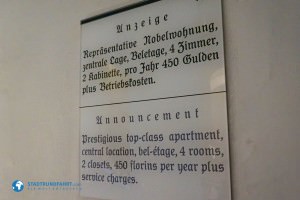 Anzeige
Repräsentative Nobelwohnung,
zentrale Lage, Beletage, 4 Zimmer,
2 Kabinette, pro Jahr 450 Gulden
plus Betriebskosten.
Announcement
Prestigious top-class apartment,
central location, bel-étage, 4 rooms,
2 closets, 450 florins per year plus
service charges.
STADTRUNDFAHRT.com